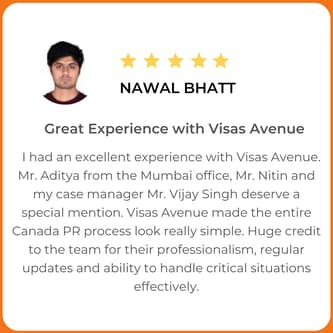 NAWAL BHATT
Great Experience with Visas Avenue
I had an excellent experience with Visas Avenue.
Mr. Aditya from the Mumbai office, Mr. Nitin and
my case manager Mr. Vijay Singh deserve a
special mention. Visas Avenue made the entire
Canada PR process look really simple. Huge credit
to the team for their professionalism, regular
updates and ability to handle critical situations
effectively.